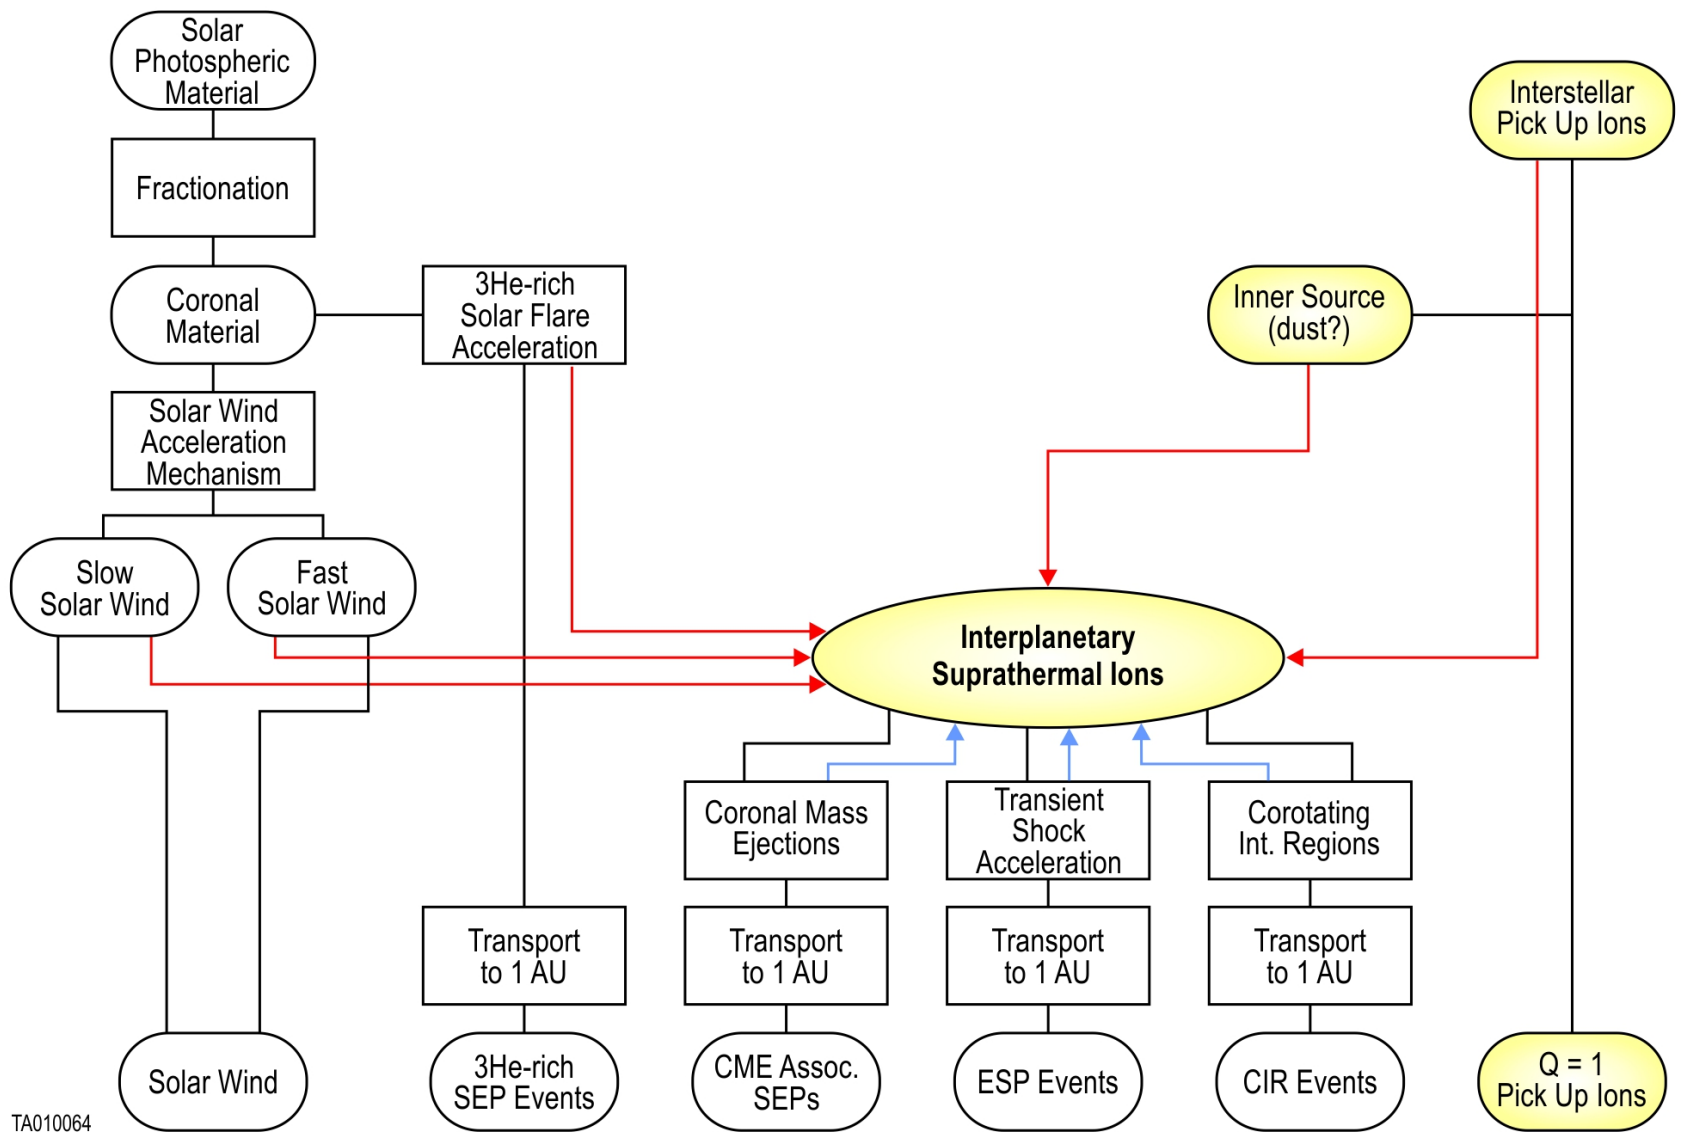 Solar
Photospheric
Material
Interstellar
Pick Up Ions
Fractionation
Coronal
Material
3He-rich
Solar Flare
Acceleration
Inner Source
(dust?)
Solar Wind
Acceleration
Mechanism
Slow
Solar Wind
Fast
Solar Wind
Interplanetary
Suprathermal Ions
Coronal Mass
Ejections
Transient
Shock
Acceleration
Corotating
Int. Regions
Transport
to 1 AU
Transport
to 1 AU
Transport
to 1 AU
Transport
to 1 AU
Solar Wind
3He-rich
SEP Events
CME Assoc.
SEPs
ESP Events
CIR Events
Q = 1
Pick Up Ions
TA010064